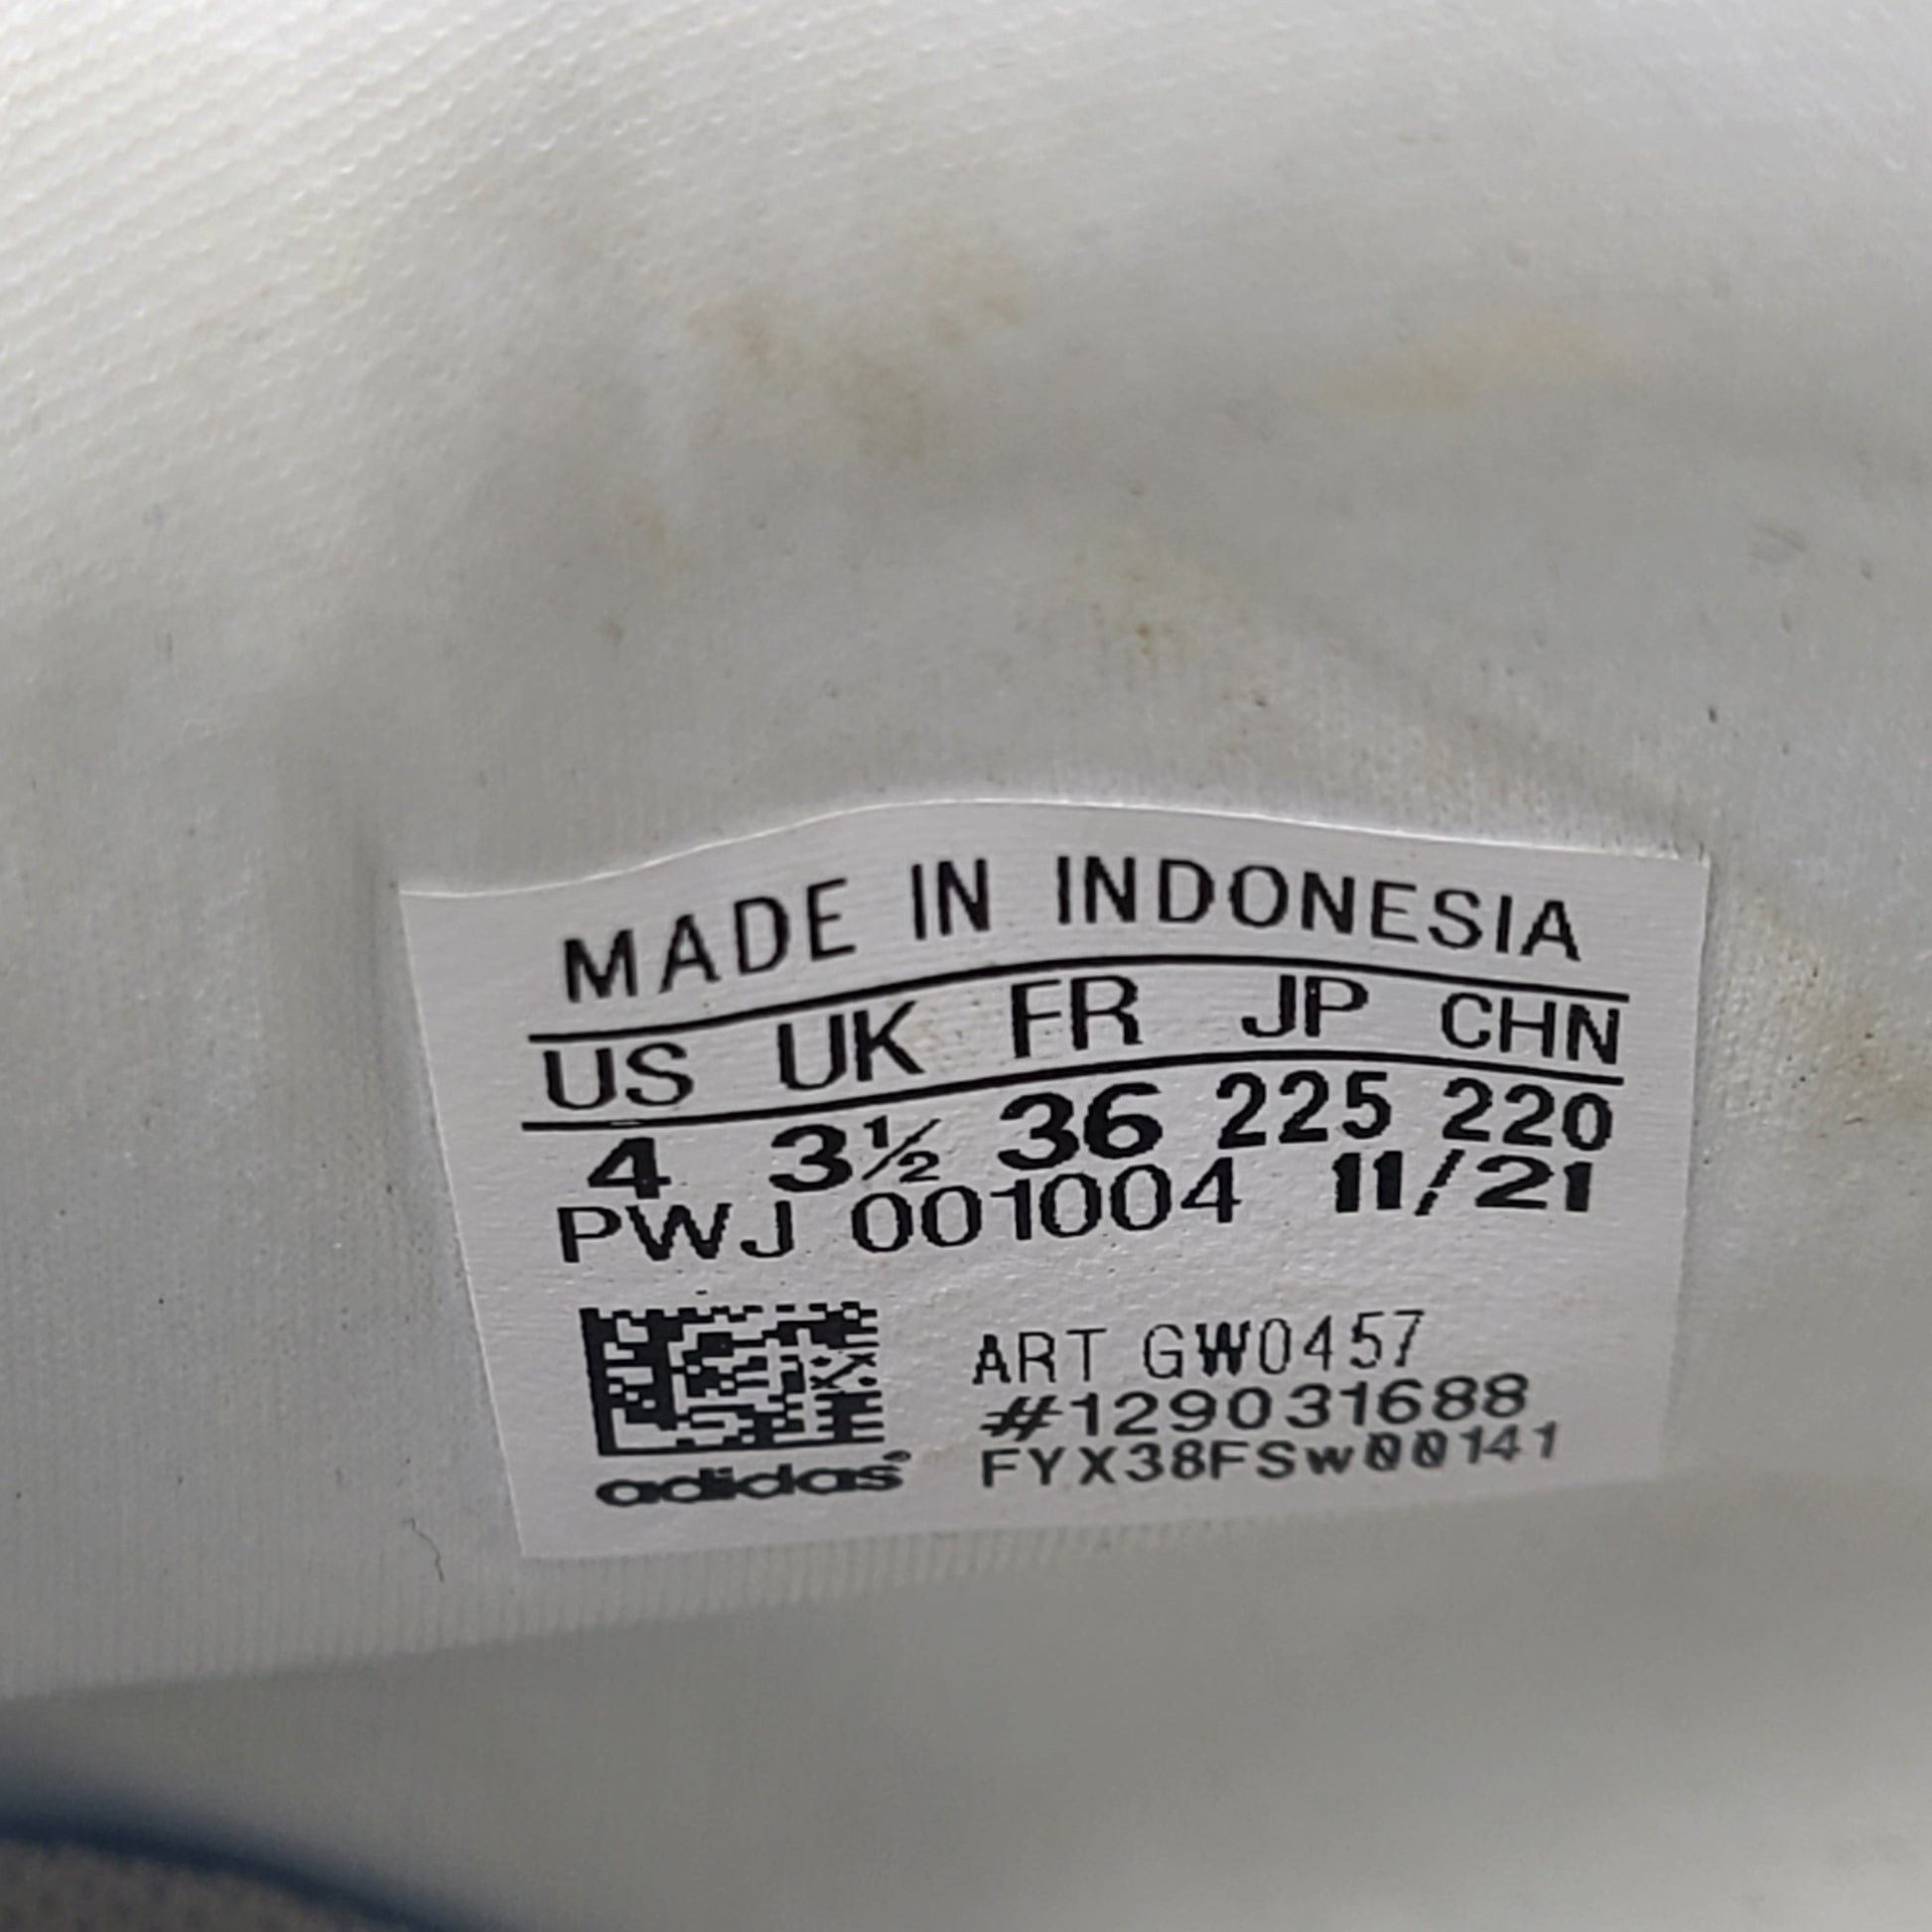 MADE IN INDONESIA
US UK FR JP CHN
4 3½ 36 225 220
PWJ 001004 11/21
ART GW0457
#129031688
adidas FYX38FSW00141